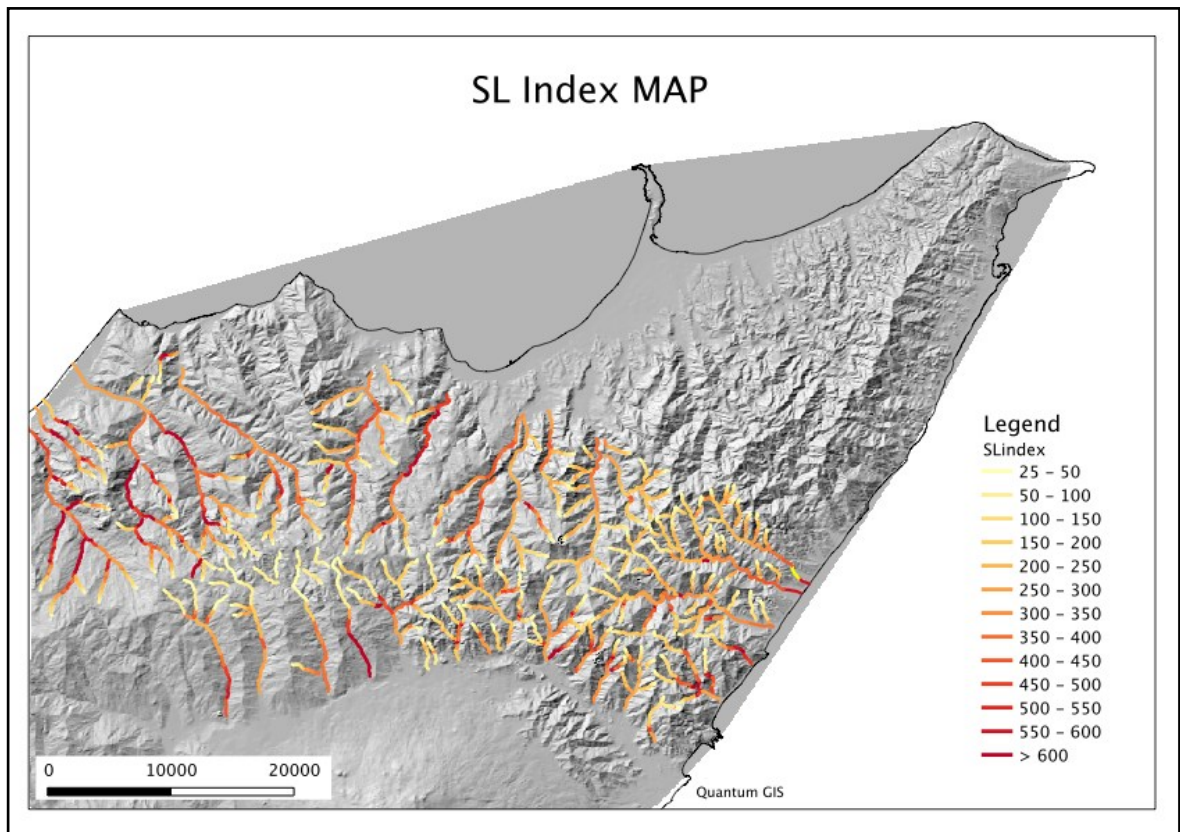 SL Index MAP
Legend
SLindex
25 - 50
50 - 100
100 - 150
150 - 200
200 - 250
250 - 300
300 - 350
350 - 400
400 - 450
450 - 500
500 - 550
550 - 600
> 600
0 10000 20000
Quantum GIS